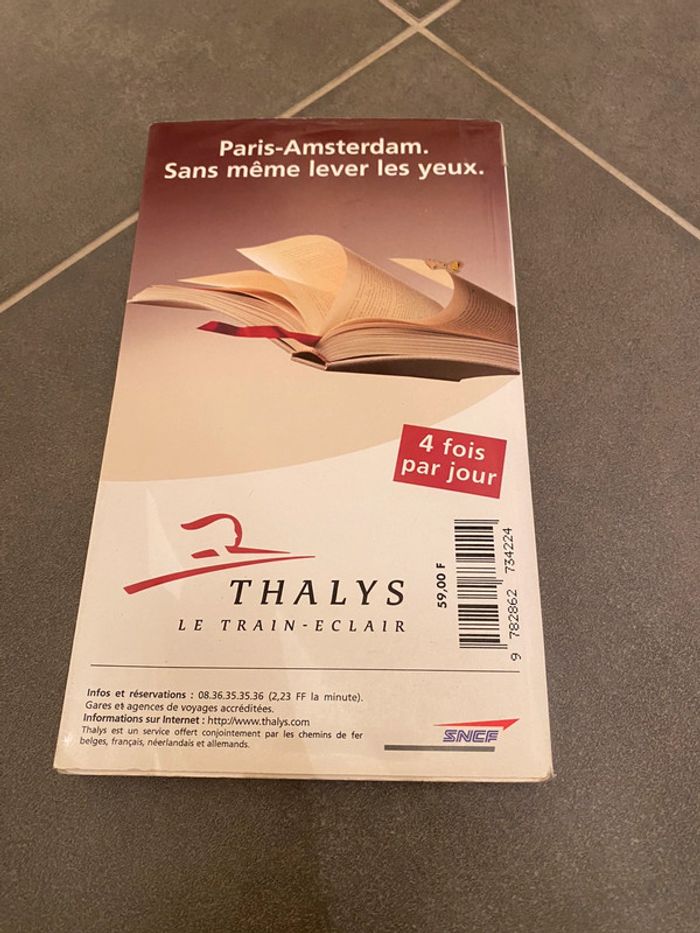 Paris-Amsterdam.
Sans même lever les yeux.
4 fois
par jour
THALYS
LE TRAIN-ECLAIR
59,00 F
9 782862 734224
Infos et réservations : 08.36.35.35.36 (2,23 FF la minute).
Gares et agences de voyages accréditées.
Informations sur Internet : http://www.thalys.com
Thalys est un service offert conjointement par les chemins de fer
belges, français, néerlandais et allemands.
SNCF